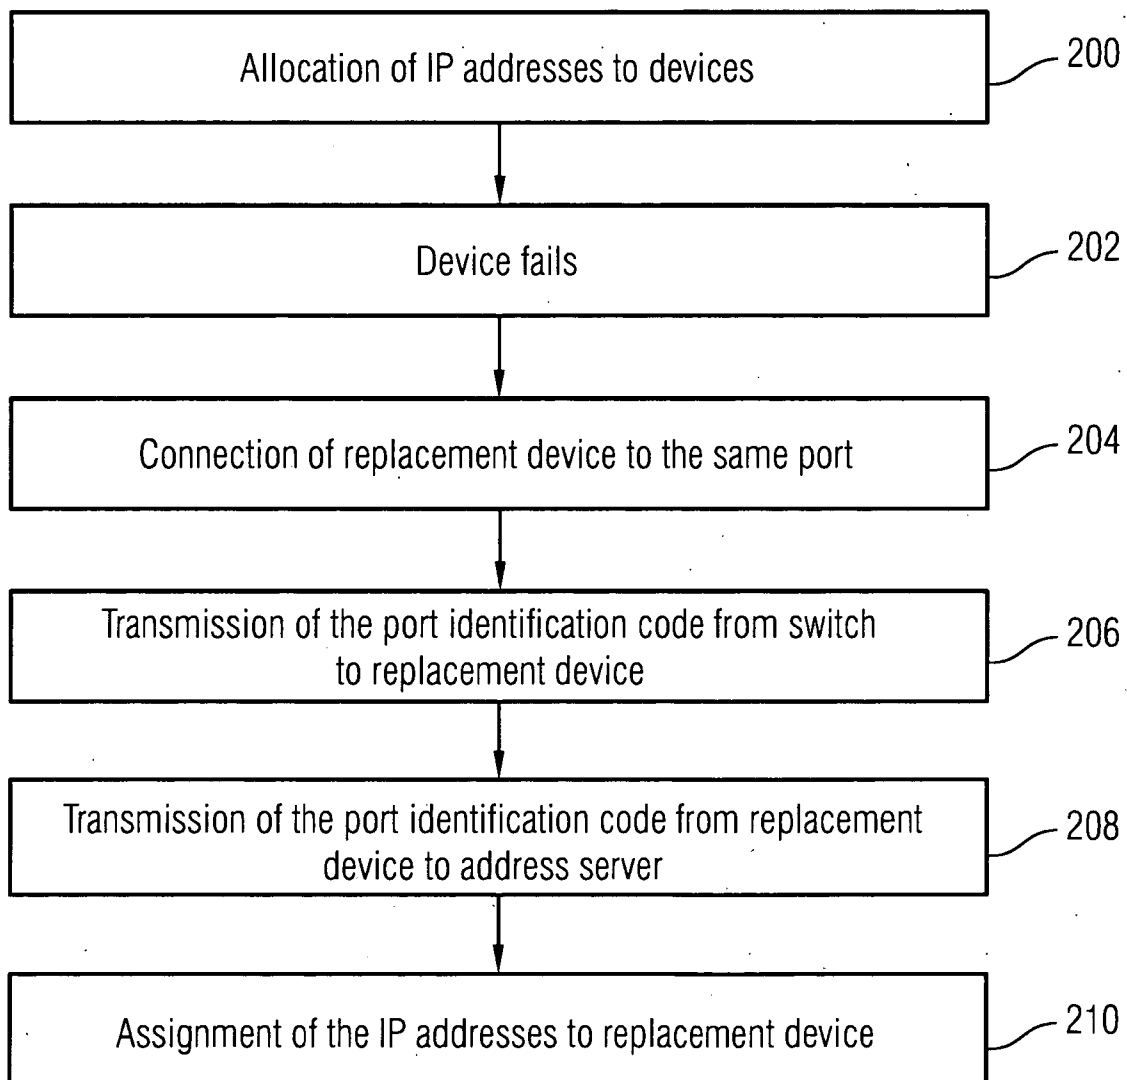 Allocation of IP addresses to devices
200
Device fails
202
Connection of replacement device to the same port
204
Transmission of the port identification code from switch
to replacement device
206
Transmission of the port identification code from replacement
device to address server
208
Assignment of the IP addresses to replacement device
210